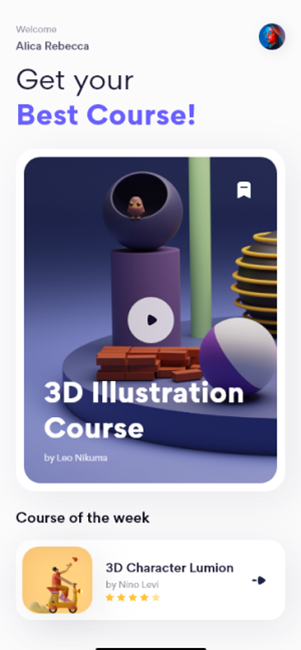 Welcome
Alica Rebecca
Get your
Best Course!
3D Illustration
Course
by Leo Nikuma
Course of the week
3D Character Lumion
by Nino Levi